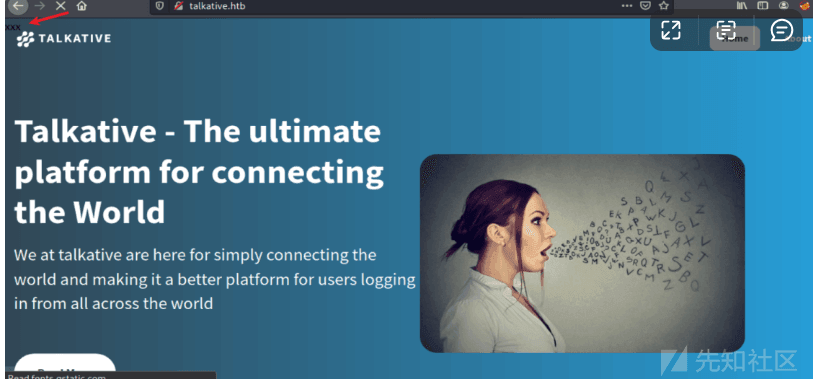 talkative.htb
xxx
TALKATIVE
Home
About
Talkative - The ultimate
platform for connecting
the World
We at talkative are here for simply connecting the
world and making it a better platform for users logging
in from all across the world
Read fonts.gstatic.com
先知社区